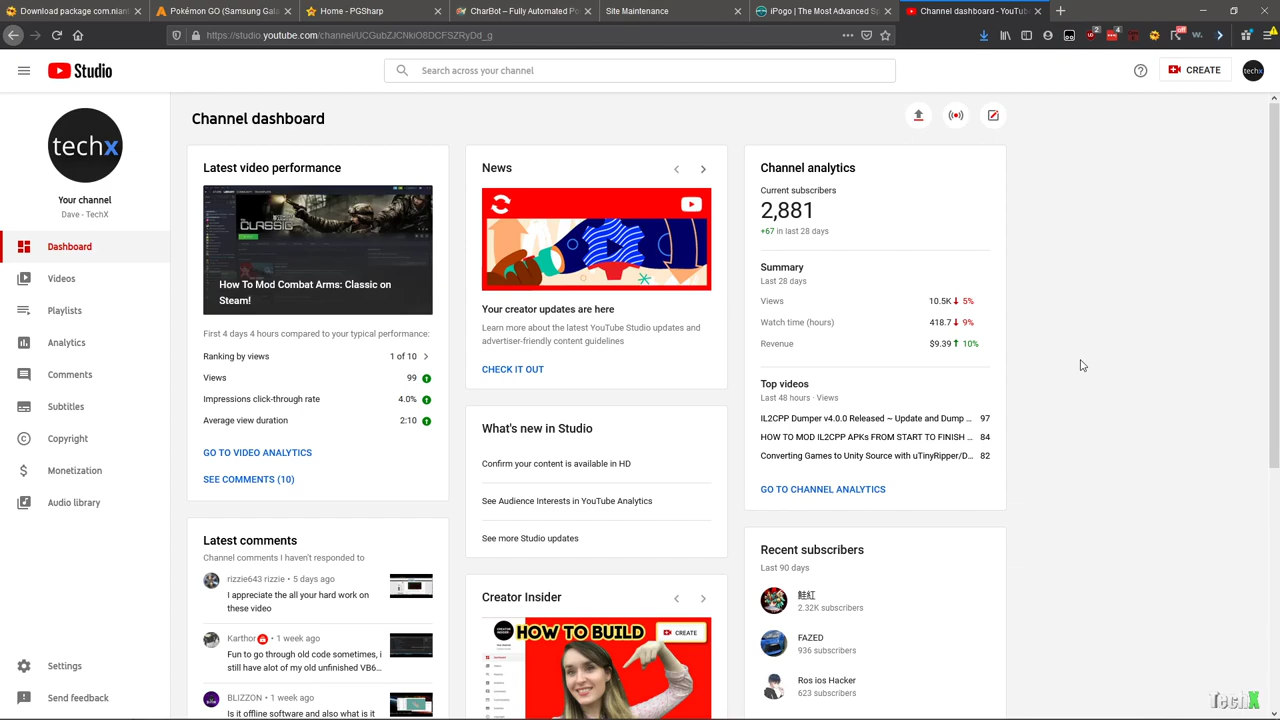 Download Samsung Gala
Pokémon GO (Samsung) Versi
Home - PGSharp
CharBot – Fully Automated Po
Site Maintenance
iPogo | The Most Advanced Sp
Channel dashboard - YouTube
https://studio.youtube.com/channel/UCGubZJCNkiO8DCFSZRyDd_g
Studio
Search across your channel
CREATE
techx
techx
Your channel
Dave - TechX
Dashboard
Videos
Playlists
Analytics
Comments
Subtitles
Copyright
Monetization
Audio library
Settings
Send feedback
Channel dashboard
Latest video performance
CLASSIC
How To Mod Combat Arms: Classic on
Steam!
First 4 days 4 hours compared to your typical performance:
Ranking by views 1 of 10
Views 99
Impressions click-through rate 4.0%
Average view duration 2:10
GO TO VIDEO ANALYTICS
SEE COMMENTS (10)
Latest comments
Channel comments I haven't responded to
rizzie643 rizzie • 5 days ago
I appreciate the all your hard work on
these video
Karthor • 1 week ago
fun to go through old code sometimes, i
still have alot of my old unfinished VB6...
BLIZZON • 1 week ago
Is it offline software and also what is it
News
Your creator updates are here
Learn more about the latest YouTube Studio updates and
advertiser-friendly content guidelines
CHECK IT OUT
What's new in Studio
Confirm your content is available in HD
See Audience Interests in YouTube Analytics
See more Studio updates
Creator Insider
HOW TO BUILD
CREATE
Channel analytics
Current subscribers
2,881
+67 in last 28 days
Summary
Last 28 days
Views 10.5K 5%
Watch time (hours) 418.7 9%
Revenue $9.39 10%
Top videos
Last 48 hours · Views
IL2CPP Dumper v4.0.0 Released ~ Update and Dump ... 97
HOW TO MOD IL2CPP APKs FROM START TO FINISH ... 84
Converting Games to Unity Source with uTinyRipper/D... 82
GO TO CHANNEL ANALYTICS
Recent subscribers
Last 90 days
鮭紅
2.32K subscribers
FAZED
936 subscribers
Ros ios Hacker
623 subscribers
TechX